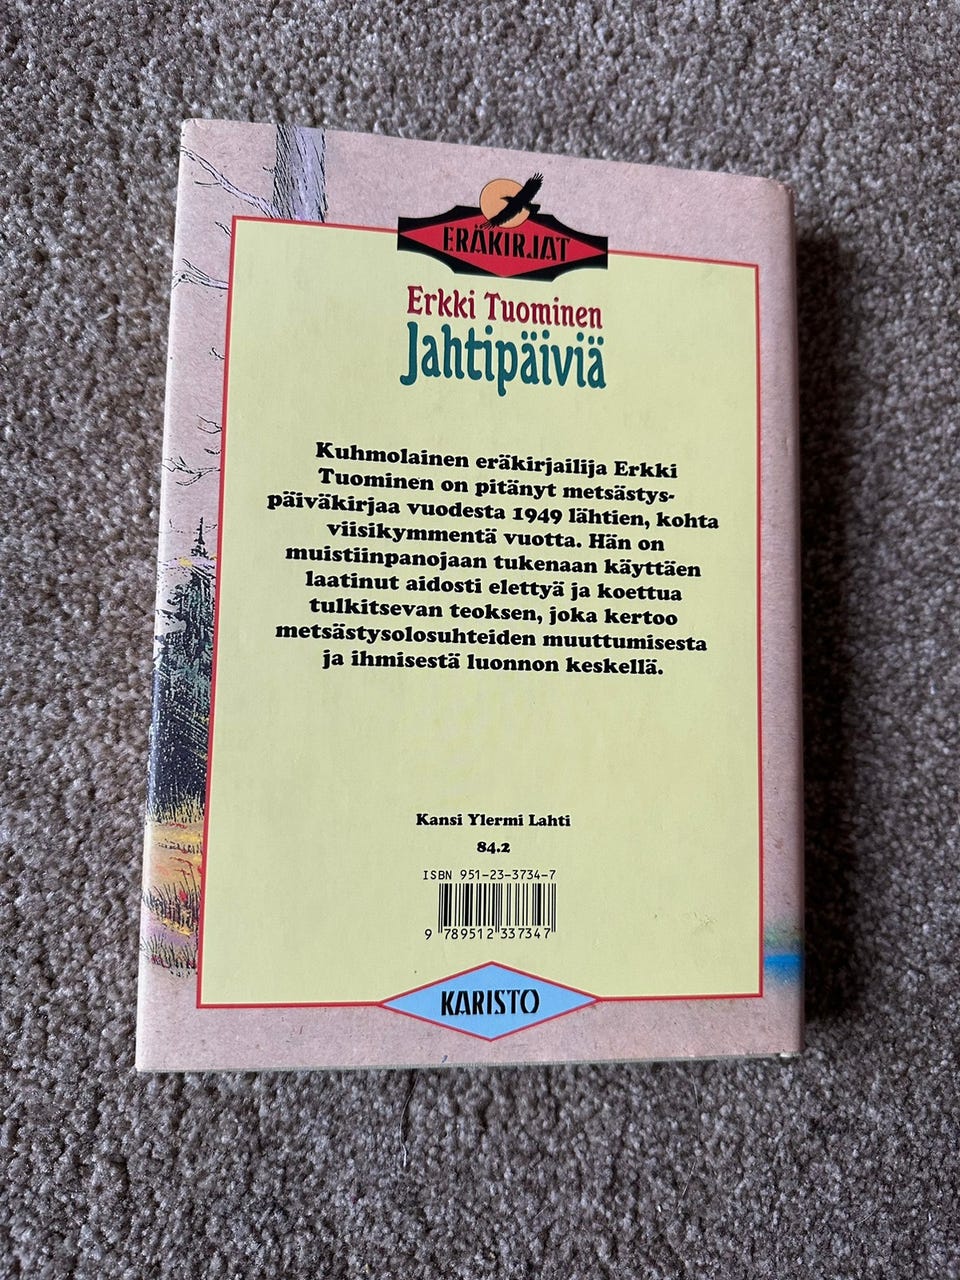 ERÄKIRJAT
Erkki Tuominen
Jahtipäiviä
Kuhmolainen eräkirjailija Erkki
Tuominen on pitänyt metsästys-
päiväkirjaa vuodesta 1949 lähtien, kohta
viisikymmentä vuotta. Hän on
muistiinpanojaan tukenaan käyttäen
laatinut aidosti elettyä ja koettua
tulkitsevan teoksen, joka kertoo
metsästysolosuhteiden muuttumisesta
ja ihmisestä luonnon keskellä.
Kansi Ylermi Lahti
84.2
ISBN 951-23-3734-7
9 789512 337347
KARISTO